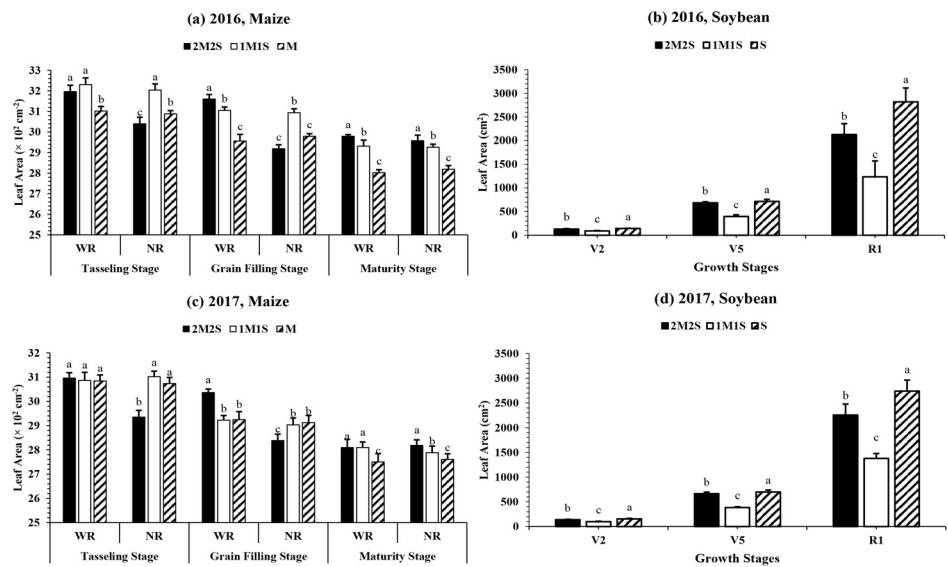 (a) 2016, Maize
■2M2S □1M1S ▨M
Leaf Area (× 10² cm⁻²)
32
31
30
29
28
27
26
25
a a b
c a b
a b c
c b c
a b c
a b c
WR NR WR NR WR NR
Tasseling Stage Grain Filling Stage Maturity Stage
(b) 2016, Soybean
■2M2S □1M1S ▨S
Leaf Area (cm²)
3500
3000
2500
2000
1500
1000
500
0
b c a
b c a
b c a
V2 V5 R1
Growth Stages
(c) 2017, Maize
■2M2S □1M1S ▨M
Leaf Area (× 10² cm⁻²)
32
31
30
29
28
27
26
25
a a a
b a a
a b b
c b b
a a b
a b c
WR NR WR NR WR NR
Tasseling Stage Grain Filling Stage Maturity Stage
(d) 2017, Soybean
■2M2S □1M1S ▨S
Leaf Area (cm²)
3500
3000
2500
2000
1500
1000
500
0
b c a
b c a
b c a
V2 V5 R1
Growth Stages